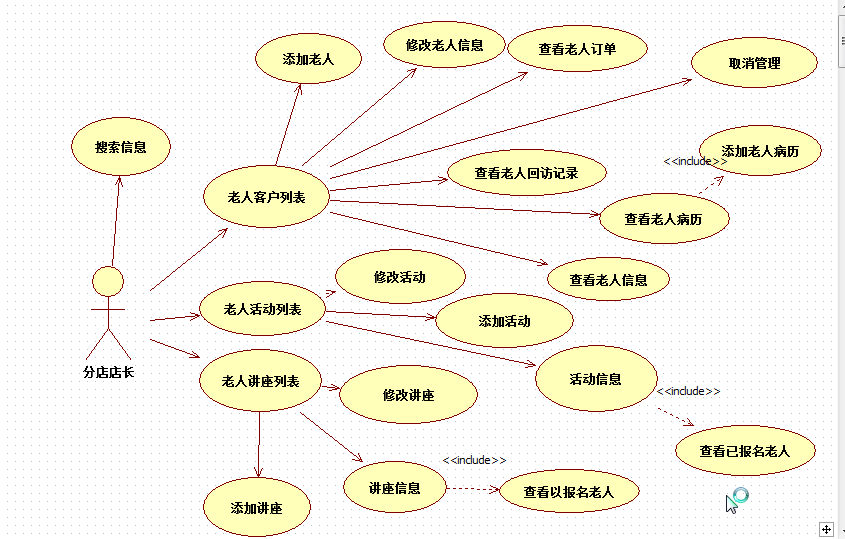 添加老人
修改老人信息
查看老人订单
取消管理
搜索信息
老人客户列表
查看老人回访记录
<<include>>
添加老人病历
查看老人病历
查看老人信息
修改活动
老人活动列表
添加活动
分店店长
老人讲座列表
修改讲座
活动信息
<<include>>
查看已报名老人
添加讲座
讲座信息
<<include>>
查看以报名老人